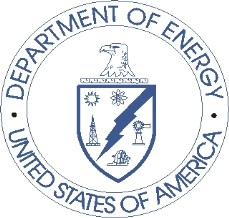 · DEPARTMENT OF ENERGY ·
UNITED STATES OF AMERICA